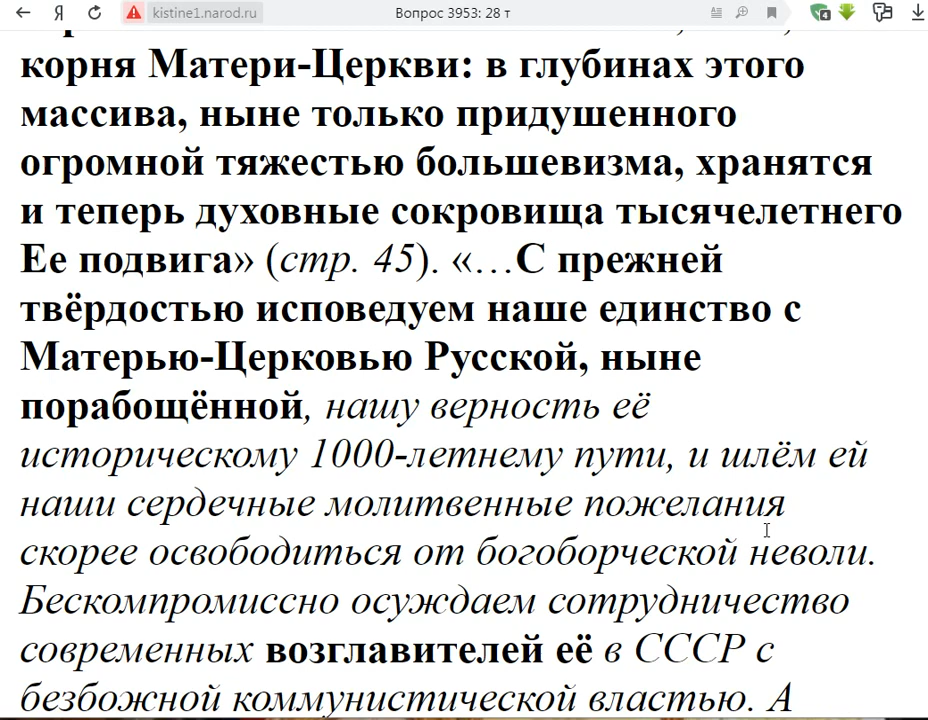 Я
kistine1.narod.ru
Вопрос 3953: 28 т
4
корня Матери-Церкви: в глубинах этого
массива, ныне только придушенного
огромной тяжестью большевизма, хранятся
и теперь духовные сокровища тысячелетнего
Ее подвига» (стр. 45). «…С прежней
твёрдостью исповедуем наше единство с
Матерью-Церковью Русской, ныне
порабощённой, нашу верность её
историческому 1000-летнему пути, и шлём ей
наши сердечные молитвенные пожелания
скорее освободиться от богоборческой неволи.
Бескомпромиссно осуждаем сотрудничество
современных возглавителей её в СССР с
безбожной коммунистической властью. А